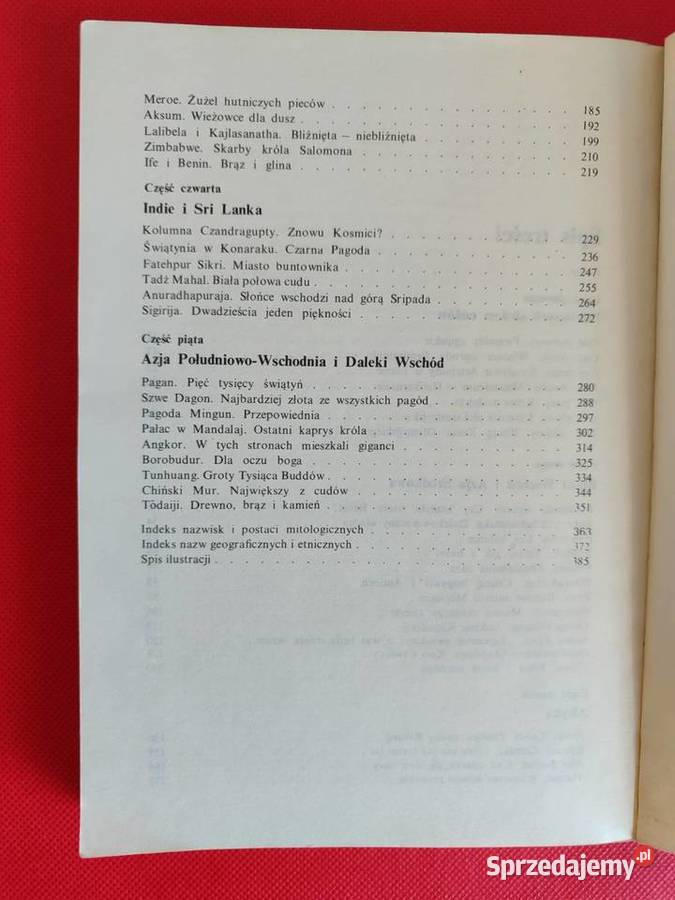 Meroe. Żużel hutniczych pieców . . . . . . . . . . . . . . . 185
Aksum. Wieżowce dla dusz . . . . . . . . . . . . . . . . 192
Lalibela i Kajlasanatha. Bliźnięta – niebliźnięta . . . . . . . . . 199
Zimbabwe. Skarby króla Salomona . . . . . . . . . . . . . 210
Ife i Benin. Brąz i glina . . . . . . . . . . . . . . . . . 219
Część czwarta
Indie i Sri Lanka
Kolumna Czandragupty. Znowu Kosmici? . . . . . . . . . . . 229
Świątynia w Konaraku. Czarna Pagoda . . . . . . . . . . . . 236
Fatehpur Sikri. Miasto buntownika . . . . . . . . . . . . . 247
Tadż Mahal. Biała połowa cudu . . . . . . . . . . . . . . . 255
Anuradhapuraja. Słońce wschodzi nad górą Sripada . . . . . . . . 264
Sigirija. Dwadzieścia jeden piękności . . . . . . . . . . . . . 272
Część piąta
Azja Południowo-Wschodnia i Daleki Wschód
Pagan. Pięć tysięcy świątyń . . . . . . . . . . . . . . . . 280
Szwe Dagon. Najbardziej złota ze wszystkich pagód . . . . . . . . 288
Pagoda Mingun. Przepowiednia . . . . . . . . . . . . . . . 297
Pałac w Mandalaj. Ostatni kaprys króla . . . . . . . . . . . . 302
Angkor. W tych stronach mieszkali giganci . . . . . . . . . . . 314
Borobudur. Dla oczu boga . . . . . . . . . . . . . . . . . 325
Tunhuang. Groty Tysiąca Buddów . . . . . . . . . . . . . . 334
Chiński Mur. Największy z cudów . . . . . . . . . . . . . . 344
Tōdaiji. Drewno, brąz i kamień . . . . . . . . . . . . . . . 351
Indeks nazwisk i postaci mitologicznych . . . . . . . . . . . . 363
Indeks nazw geograficznych i etnicznych . . . . . . . . . . . . 372
Spis ilustracji . . . . . . . . . . . . . . . . . . . . . . 385
Sprzedajemy.pl